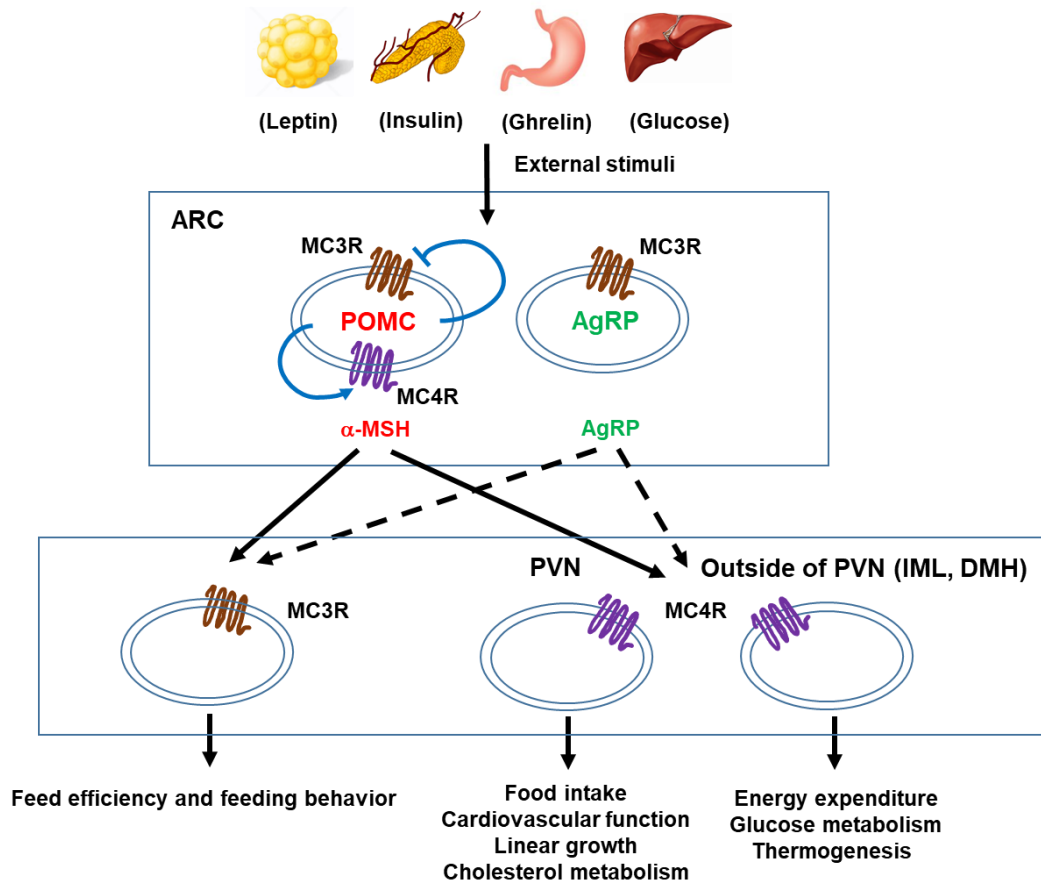 (Leptin)
(Insulin)
(Ghrelin)
(Glucose)
External stimuli
ARC
MC3R
MC3R
POMC
AgRP
MC4R
α-MSH
AgRP
PVN
Outside of PVN (IML, DMH)
MC3R
MC4R
Feed efficiency and feeding behavior
Food intake
Cardiovascular function
Linear growth
Cholesterol metabolism
Energy expenditure
Glucose metabolism
Thermogenesis